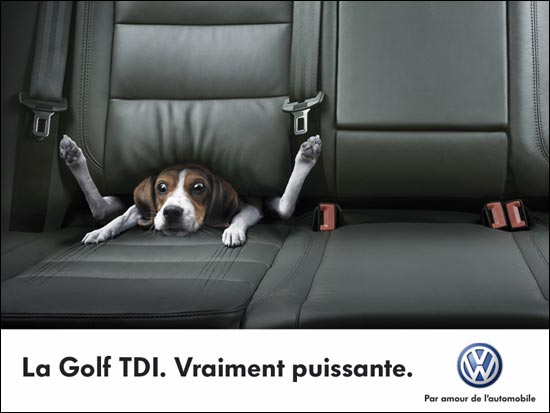 La Golf TDI. Vraiment puissante.
Par amour de l'automobile